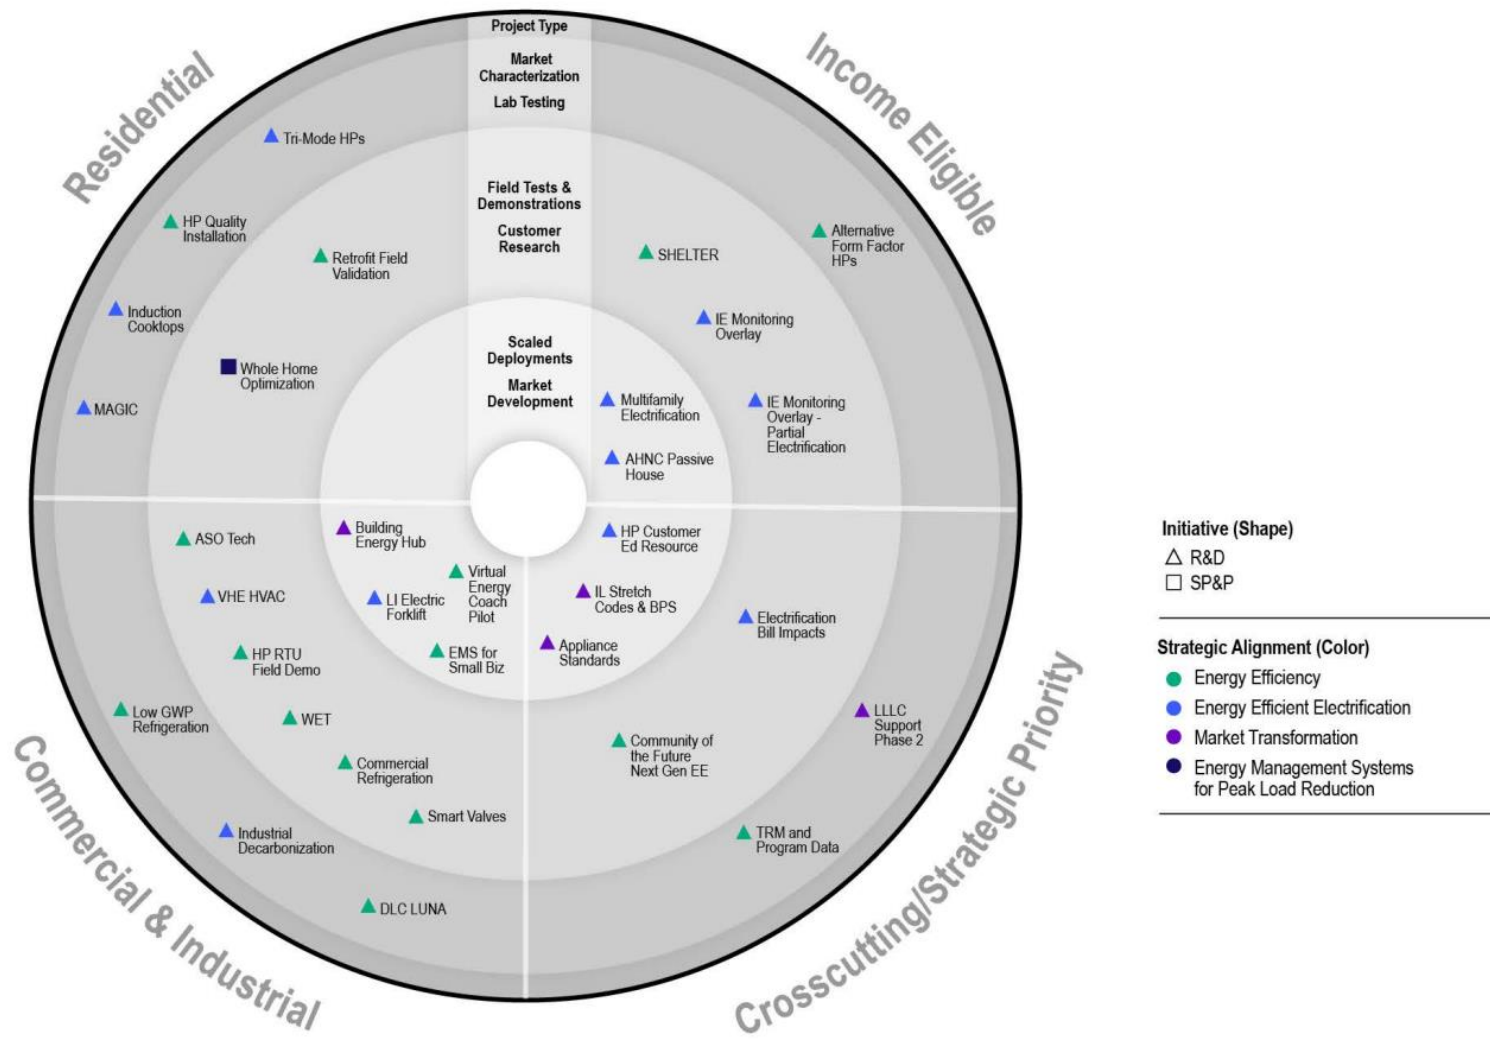 Residential
Income Eligible
Project Type
Market
Characterization
Lab Testing
Field Tests &
Demonstrations
Customer
Research
Scaled
Deployments
Market
Development
Tri-Mode HPs
HP Quality
Installation
Retrofit Field
Validation
Induction
Cooktops
Whole Home
Optimization
MAGIC
SHELTER
Alternative
Form Factor
HPs
IE Monitoring
Overlay
Multifamily
Electrification
IE Monitoring
Overlay -
Partial
Electrification
AHNC Passive
House
ASO Tech
Building
Energy Hub
VHE HVAC
Virtual
Energy
Coach
Pilot
LI Electric
Forklift
HP RTU
Field Demo
EMS for
Small Biz
Low GWP
Refrigeration
WET
Commercial
Refrigeration
Smart Valves
Industrial
Decarbonization
DLC LUNA
HP Customer
Ed Resource
IL Stretch
Codes & BPS
Appliance
Standards
Electrification
Bill Impacts
LLLC
Support
Phase 2
Community of
the Future
Next Gen EE
TRM and
Program Data
Commercial & Industrial
Crosscutting/Strategic Priority
Initiative (Shape)
R&D
SP&P
Strategic Alignment (Color)
Energy Efficiency
Energy Efficient Electrification
Market Transformation
Energy Management Systems
for Peak Load Reduction